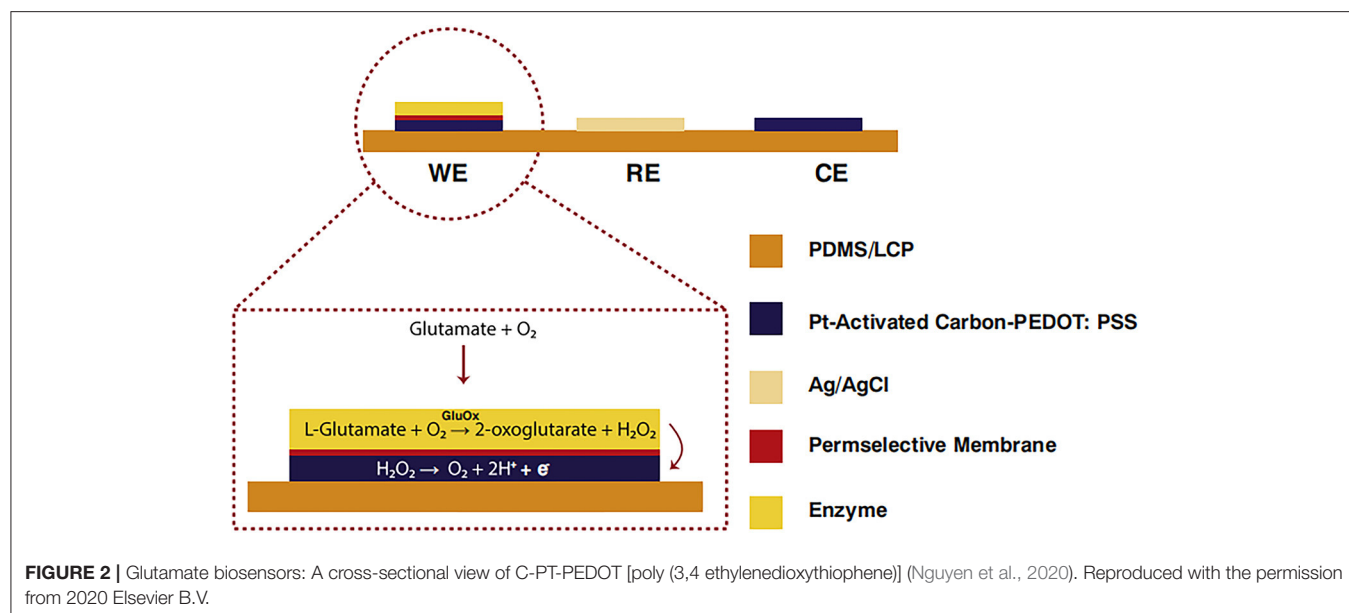 WE
RE
CE
PDMS/LCP
Pt-Activated Carbon-PEDOT: PSS
Ag/AgCl
Permselective Membrane
Enzyme
Glutamate + O₂
GluOx
L-Glutamate + O₂ → 2-oxoglutarate + H₂O₂
H₂O₂ → O₂ + 2H⁺ + e⁻
FIGURE 2 | Glutamate biosensors: A cross-sectional view of C-PT-PEDOT [poly (3,4 ethylenedioxythiophene)] (Nguyen et al., 2020). Reproduced with the permission
from 2020 Elsevier B.V.